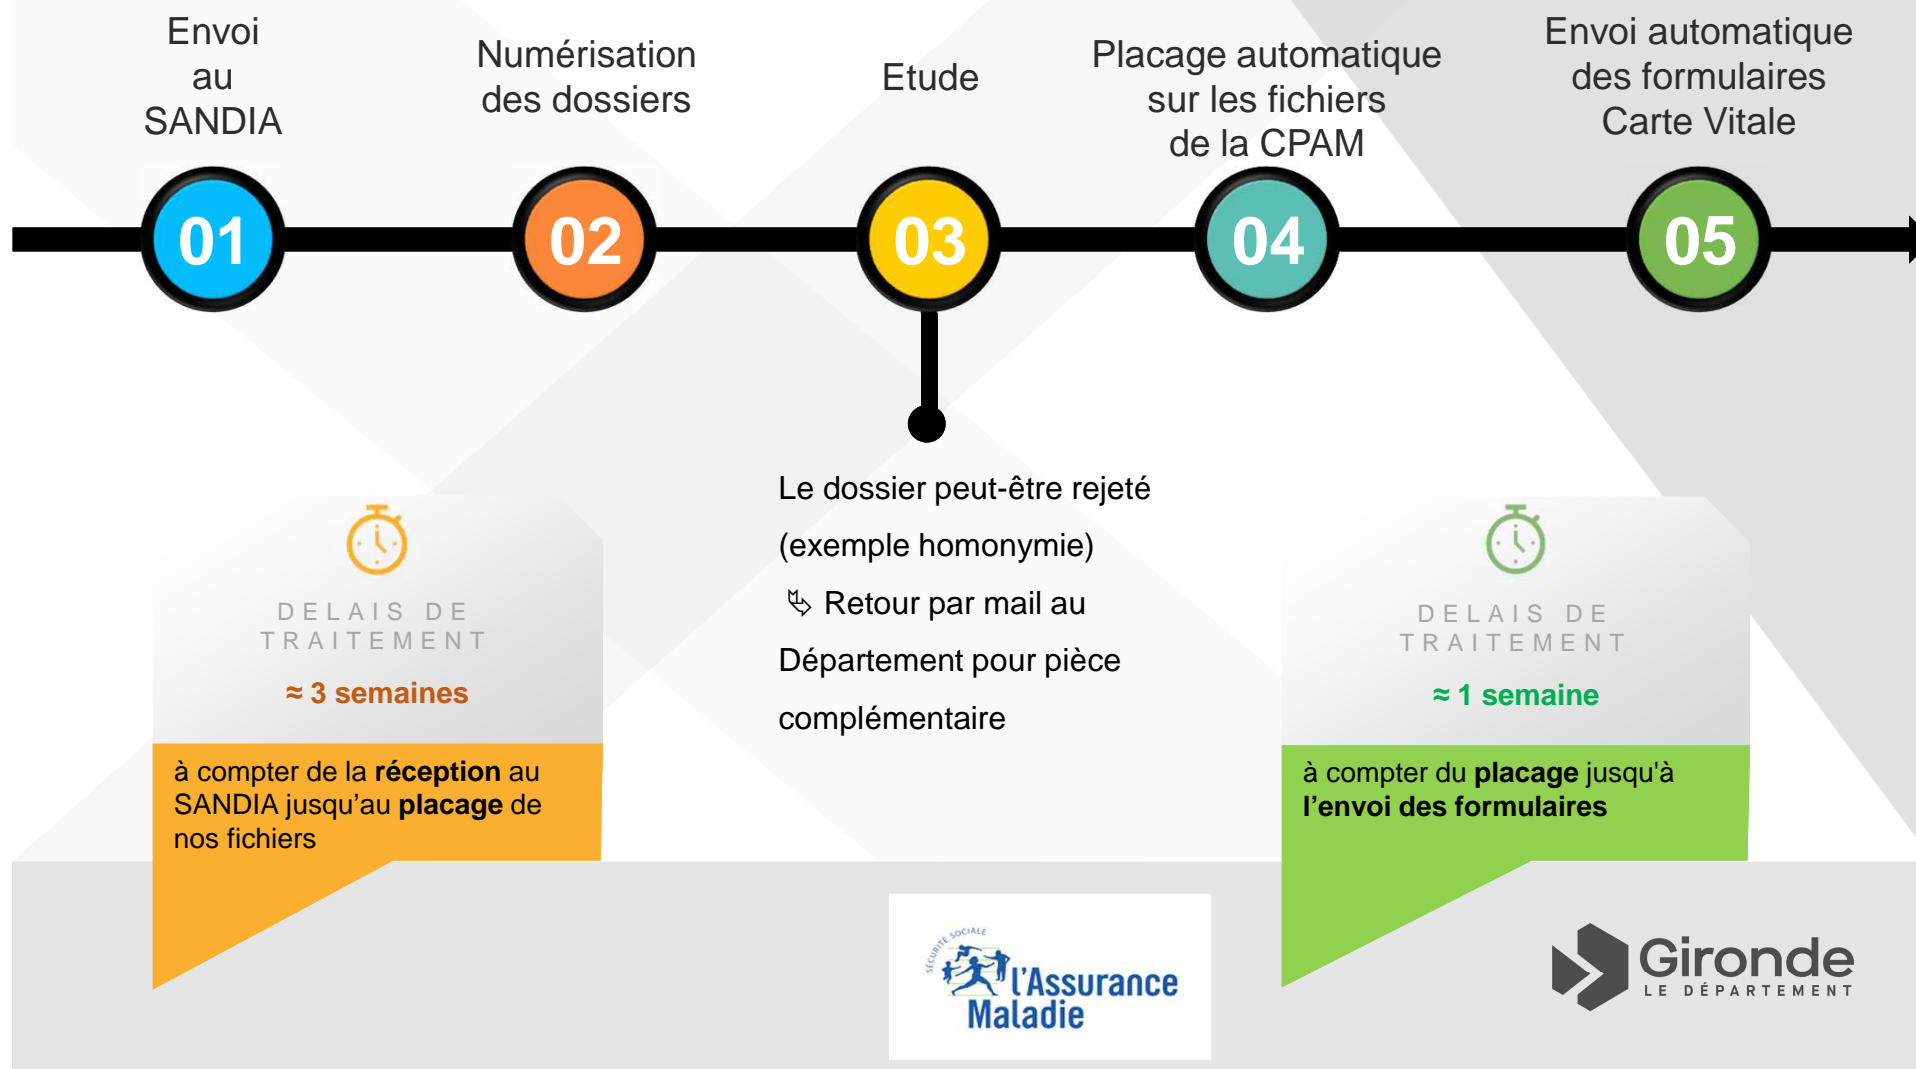 Envoi
au
SANDIA
Numérisation
des dossiers
Etude
Placage automatique
sur les fichiers
de la CPAM
Envoi automatique
des formulaires
Carte Vitale
01
02
03
04
05
DELAIS DE
TRAITEMENT
≈ 3 semaines
à compter de la réception au
SANDIA jusqu’au placage de
nos fichiers
Le dossier peut-être rejeté
(exemple homonymie)
↳ Retour par mail au
Département pour pièce
complémentaire
DELAIS DE
TRAITEMENT
≈ 1 semaine
à compter du placage jusqu'à
l’envoi des formulaires
SÉCURITÉ SOCIALE
l’Assurance
Maladie
Gironde
LE DÉPARTEMENT